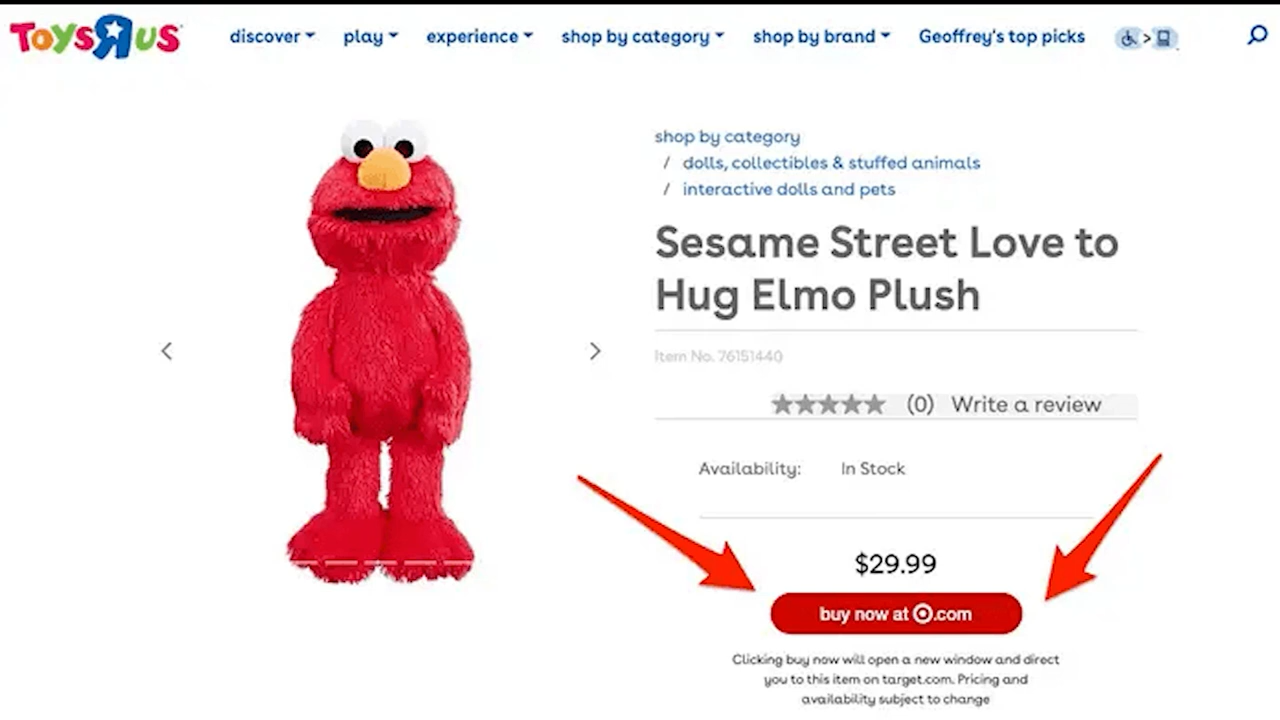 ToysRus
discover play experience shop by category shop by brand Geoffrey's top picks
shop by category
/ dolls, collectibles & stuffed animals
/ interactive dolls and pets
Sesame Street Love to
Hug Elmo Plush
Item No. 76151440
(0) Write a review
Availability: In Stock
$29.99
buy now at .com
Clicking buy now will open a new window and direct
you to this item on target.com. Pricing and
availability subject to change